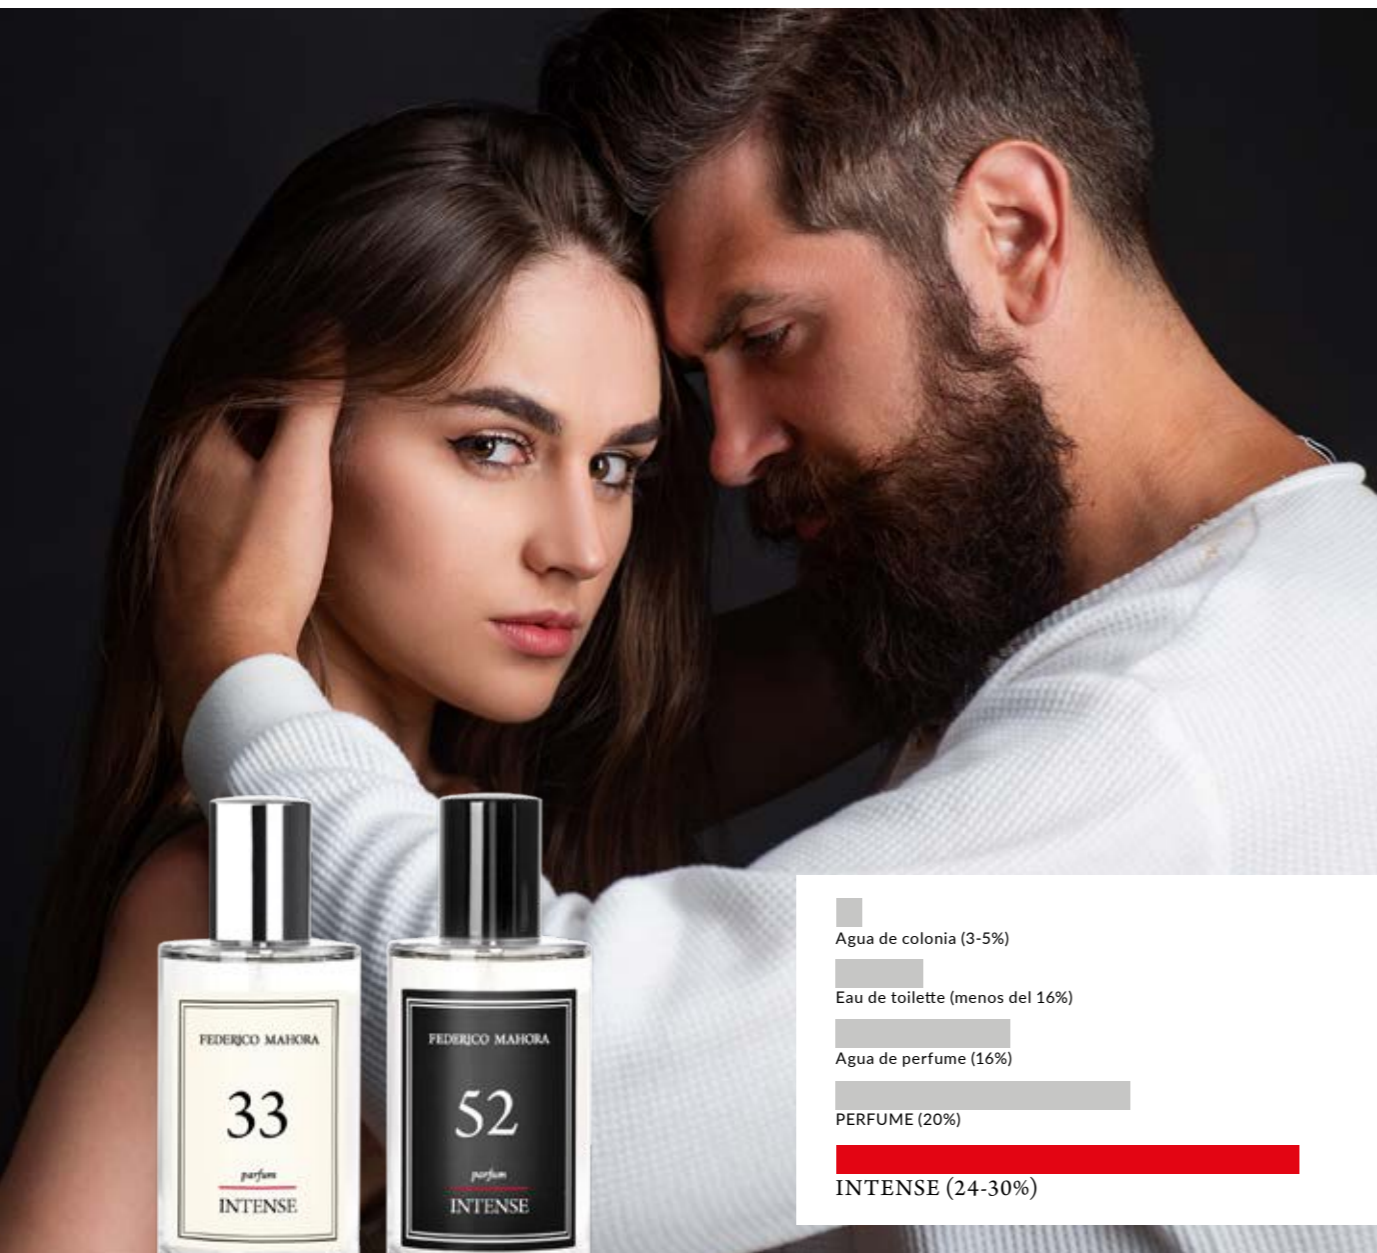 FEDERICO MAHORA
33
parfum
INTENSE
FEDERICO MAHORA
52
parfum
INTENSE
Agua de colonia (3-5%)
Eau de toilette (menos del 16%)
Agua de perfume (16%)
PERFUME (20%)
INTENSE (24-30%)